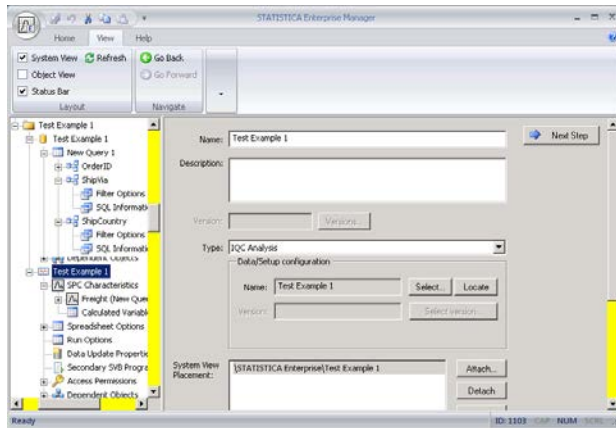 STATISTICA Enterprise Manager
Home View Help
System View Refresh
Object View
Status Bar
Layout
Go Back
Go Forward
Navigate
Test Example 1
Test Example 1
New Query 1
OrderID
ShipVia
Filter Options
SQL Informati
ShipCountry
Filter Options
SQL Informati
Dependent Objects
Test Example 1
SPC Characteristics
Freight (New Quer
Calculated Variabl
Spreadsheet Options
Run Options
Data Update Propertie
Secondary SVB Progra
Access Permissions
Dependent Objects
Name: Test Example 1
Next Step
Description:
Version: Versions...
Type: IQC Analysis
Data/Setup configuration
Name: Test Example 1 Select... Locate
Version: Select version...
System View Placement: \STATISTICA Enterprise\Test Example 1
Attach...
Detach
Ready ID: 1103 CAP NUM SCRL